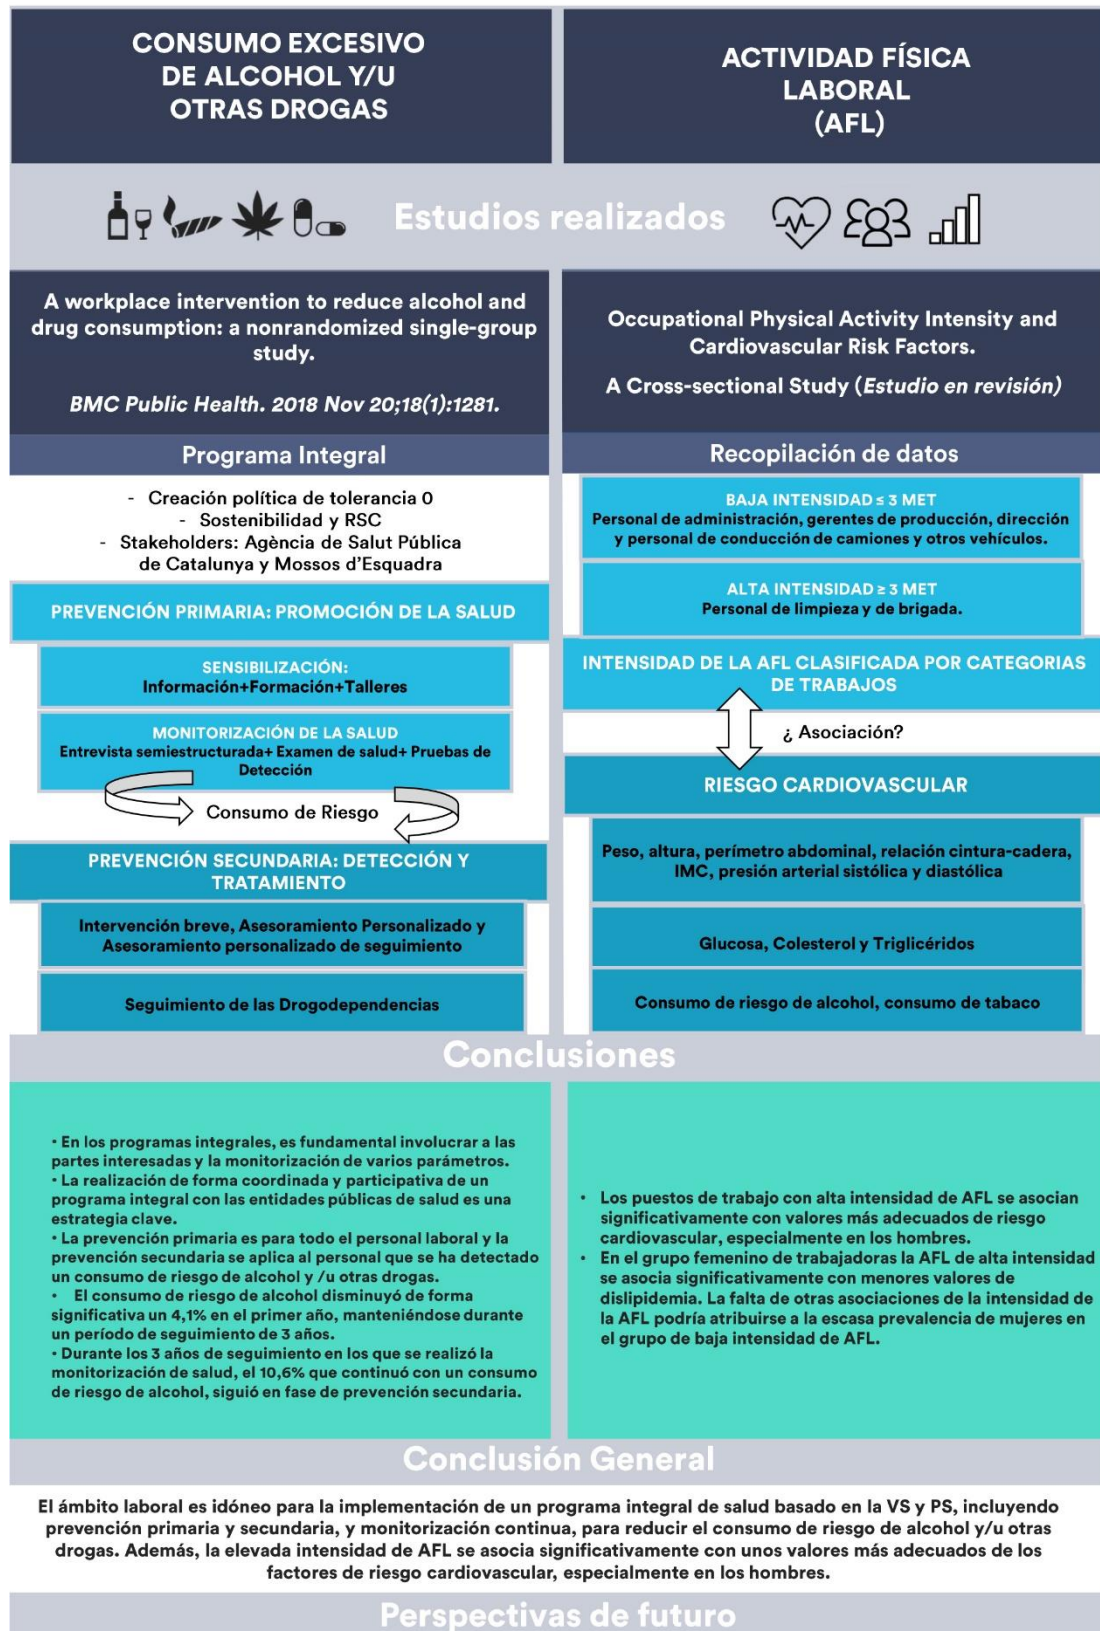 CONSUMO EXCESIVO
DE ALCOHOL Y/U
OTRAS DROGAS
ACTIVIDAD FÍSICA
LABORAL
(AFL)
Estudios realizados
A workplace intervention to reduce alcohol and
drug consumption: a nonrandomized single-group
study.
BMC Public Health. 2018 Nov 20;18(1):1281.
Programa Integral
- Creación política de tolerancia 0
- Sostenibilidad y RSC
- Stakeholders: Agència de Salut Pública
de Catalunya y Mossos d'Esquadra
PREVENCIÓN PRIMARIA: PROMOCIÓN DE LA SALUD
SENSIBILIZACIÓN:
Información+Formación+Talleres
MONITORIZACIÓN DE LA SALUD
Entrevista semiestructurada+ Examen de salud+ Pruebas de
Detección
Consumo de Riesgo
PREVENCIÓN SECUNDARIA: DETECCIÓN Y
TRATAMIENTO
Intervención breve, Asesoramiento Personalizado y
Asesoramiento personalizado de seguimiento
Seguimiento de las Drogodependencias
Occupational Physical Activity Intensity and
Cardiovascular Risk Factors.
A Cross-sectional Study (Estudio en revisión)
Recopilación de datos
BAJA INTENSIDAD ≤ 3 MET
Personal de administración, gerentes de producción, dirección
y personal de conducción de camiones y otros vehículos.
ALTA INTENSIDAD ≥ 3 MET
Personal de limpieza y de brigada.
INTENSIDAD DE LA AFL CLASIFICADA POR CATEGORIAS
DE TRABAJOS
¿ Asociación?
RIESGO CARDIOVASCULAR
Peso, altura, perímetro abdominal, relación cintura-cadera,
IMC, presión arterial sistólica y diastólica
Glucosa, Colesterol y Triglicéridos
Consumo de riesgo de alcohol, consumo de tabaco
Conclusiones
· En los programas integrales, es fundamental involucrar a las
partes interesadas y la monitorización de varios parámetros.
· La realización de forma coordinada y participativa de un
programa integral con las entidades públicas de salud es una
estrategia clave.
· La prevención primaria es para todo el personal laboral y la
prevención secundaria se aplica al personal que se ha detectado
un consumo de riesgo de alcohol y /u otras drogas.
· El consumo de riesgo de alcohol disminuyó de forma
significativa un 4,1% en el primer año, manteniéndose durante
un período de seguimiento de 3 años.
· Durante los 3 años de seguimiento en los que se realizó la
monitorización de salud, el 10,6% que continuó con un consumo
de riesgo de alcohol, siguió en fase de prevención secundaria.
• Los puestos de trabajo con alta intensidad de AFL se asocian
significativamente con valores más adecuados de riesgo
cardiovascular, especialmente en los hombres.
• En el grupo femenino de trabajadoras la AFL de alta intensidad
se asocia significativamente con menores valores de
dislipidemia. La falta de otras asociaciones de la intensidad de
la AFL podría atribuirse a la escasa prevalencia de mujeres en
el grupo de baja intensidad de AFL.
Conclusión General
El ámbito laboral es idóneo para la implementación de un programa integral de salud basado en la VS y PS, incluyendo
prevención primaria y secundaria, y monitorización continua, para reducir el consumo de riesgo de alcohol y/u otras
drogas. Además, la elevada intensidad de AFL se asocia significativamente con unos valores más adecuados de los
factores de riesgo cardiovascular, especialmente en los hombres.
Perspectivas de futuro